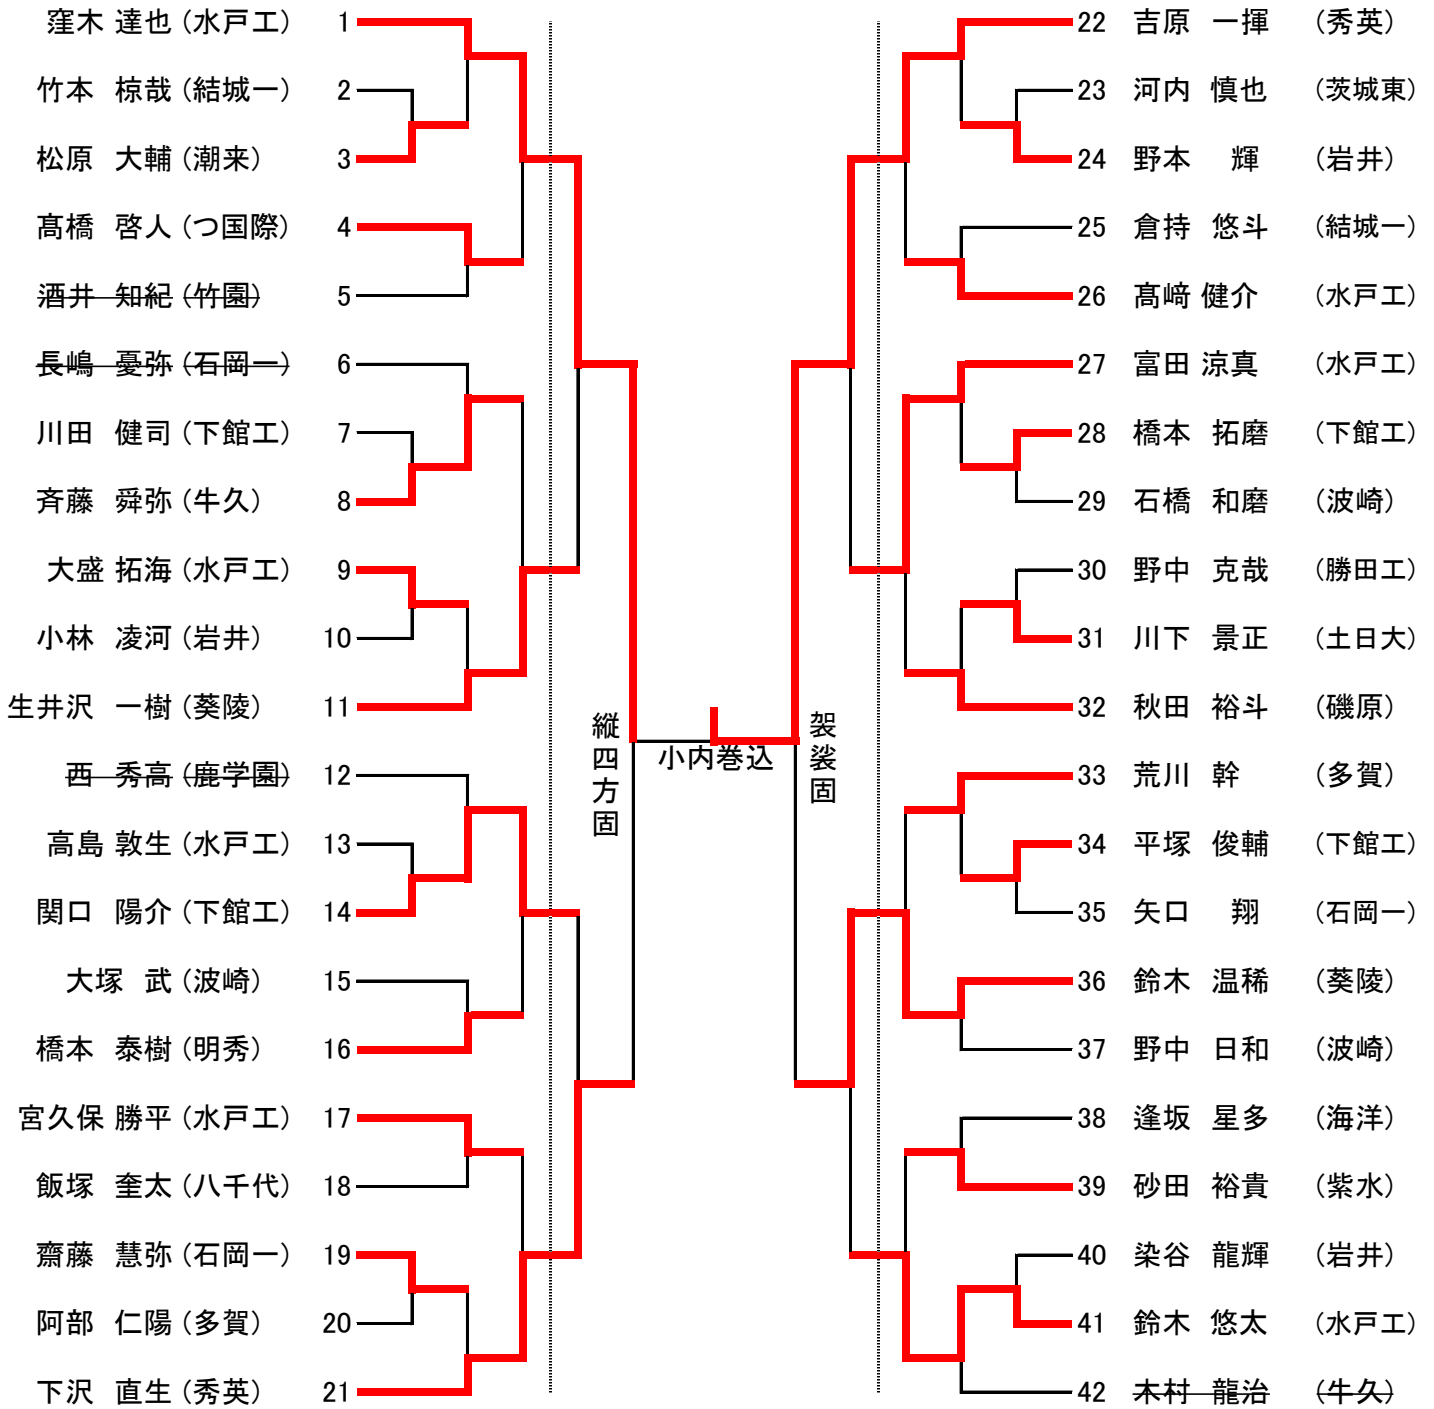 窪木 達也 (水戸工) 1
竹本 椋哉 (結城一) 2
松原 大輔 (潮来) 3
髙橋 啓人 (つ国際) 4
酒井 知紀 (竹園) 5
長嶋 憂弥 (石岡一) 6
川田 健司 (下館工) 7
斉藤 舜弥 (牛久) 8
大盛 拓海 (水戸工) 9
小林 凌河 (岩井) 10
生井沢 一樹 (葵陵) 11
西 秀高 (鹿学園) 12
高島 敦生 (水戸工) 13
関口 陽介 (下館工) 14
大塚 武 (波崎) 15
橋本 泰樹 (明秀) 16
宮久保 勝平 (水戸工) 17
飯塚 奎太 (八千代) 18
齋藤 慧弥 (石岡一) 19
阿部 仁陽 (多賀) 20
下沢 直生 (秀英) 21
縦四方固
小内巻込
袈裟固
22 吉原 一揮 (秀英)
23 河内 慎也 (茨城東)
24 野本 輝 (岩井)
25 倉持 悠斗 (結城一)
26 髙﨑 健介 (水戸工)
27 富田 涼真 (水戸工)
28 橋本 拓磨 (下館工)
29 石橋 和磨 (波崎)
30 野中 克哉 (勝田工)
31 川下 景正 (土日大)
32 秋田 裕斗 (磯原)
33 荒川 幹 (多賀)
34 平塚 俊輔 (下館工)
35 矢口 翔 (石岡一)
36 鈴木 温稀 (葵陵)
37 野中 日和 (波崎)
38 逢坂 星多 (海洋)
39 砂田 裕貴 (紫水)
40 染谷 龍輝 (岩井)
41 鈴木 悠太 (水戸工)
42 木村 龍治 (牛久)